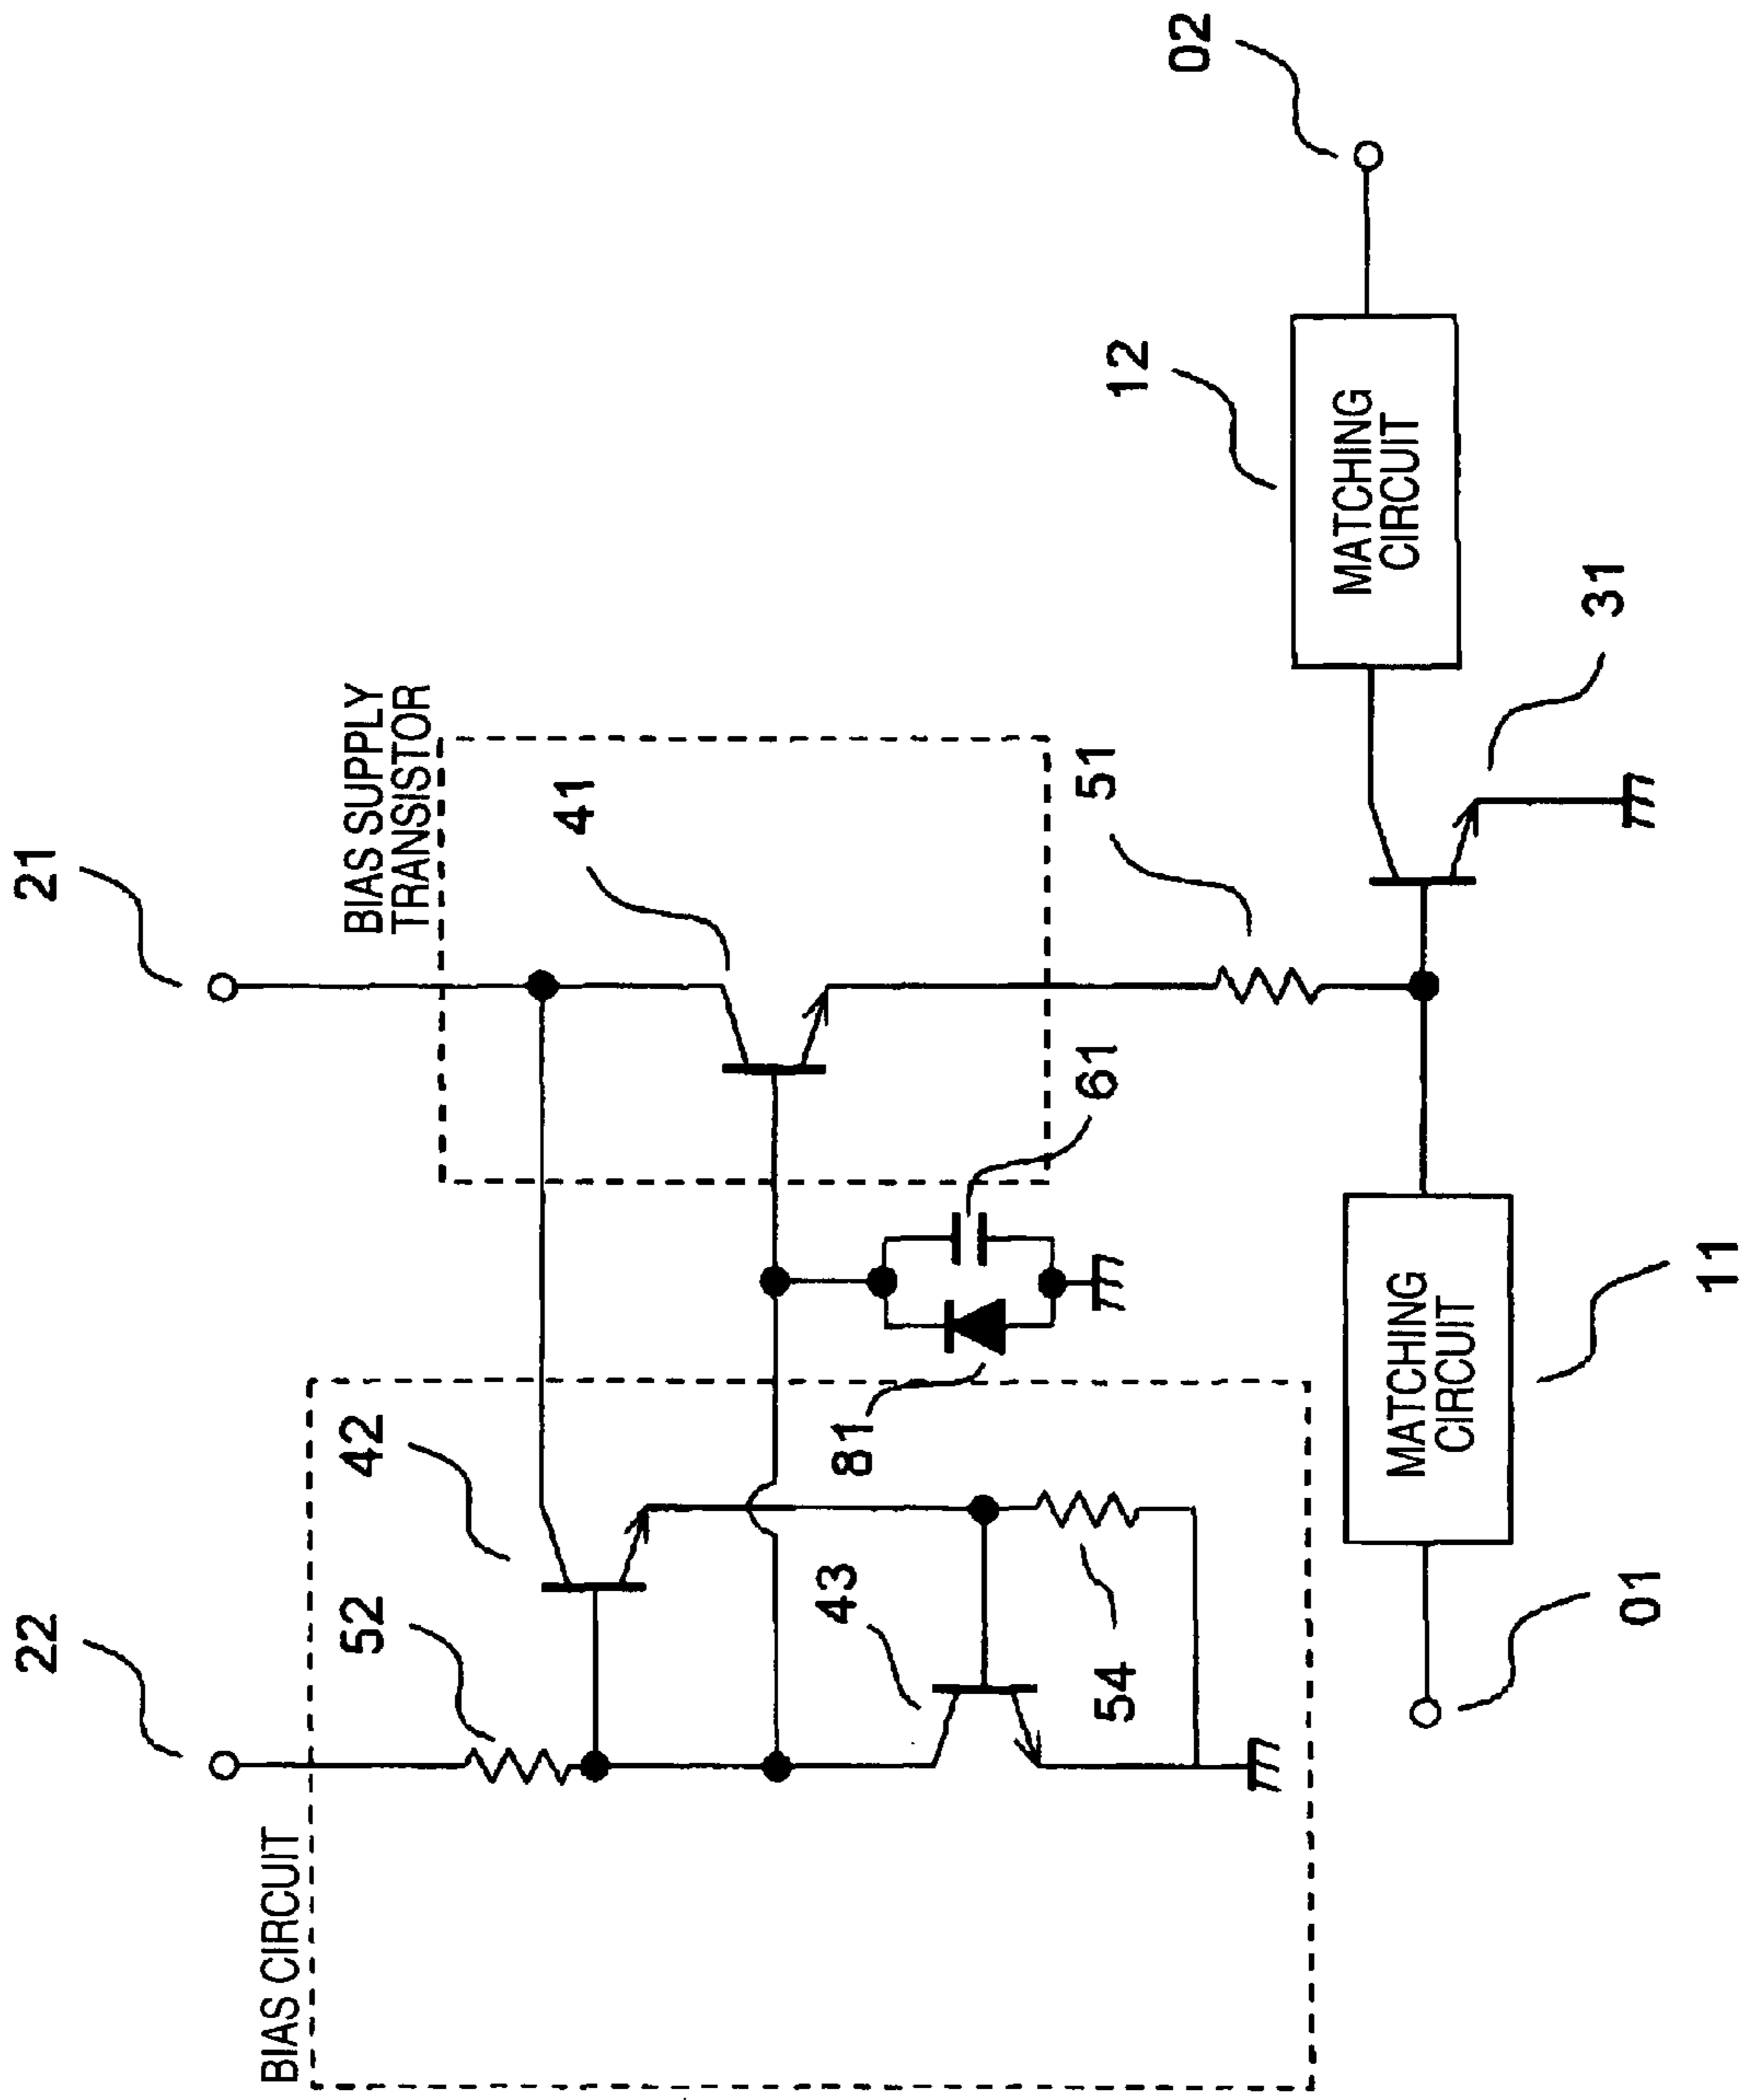 21
22
02
BIAS SUPPLY
TRANSISTOR
BIAS CIRCUIT
41
42
52
12
MATCHING
CIRCUIT
51
61
31
81
43
54
11
MATCHING
CIRCUIT
01